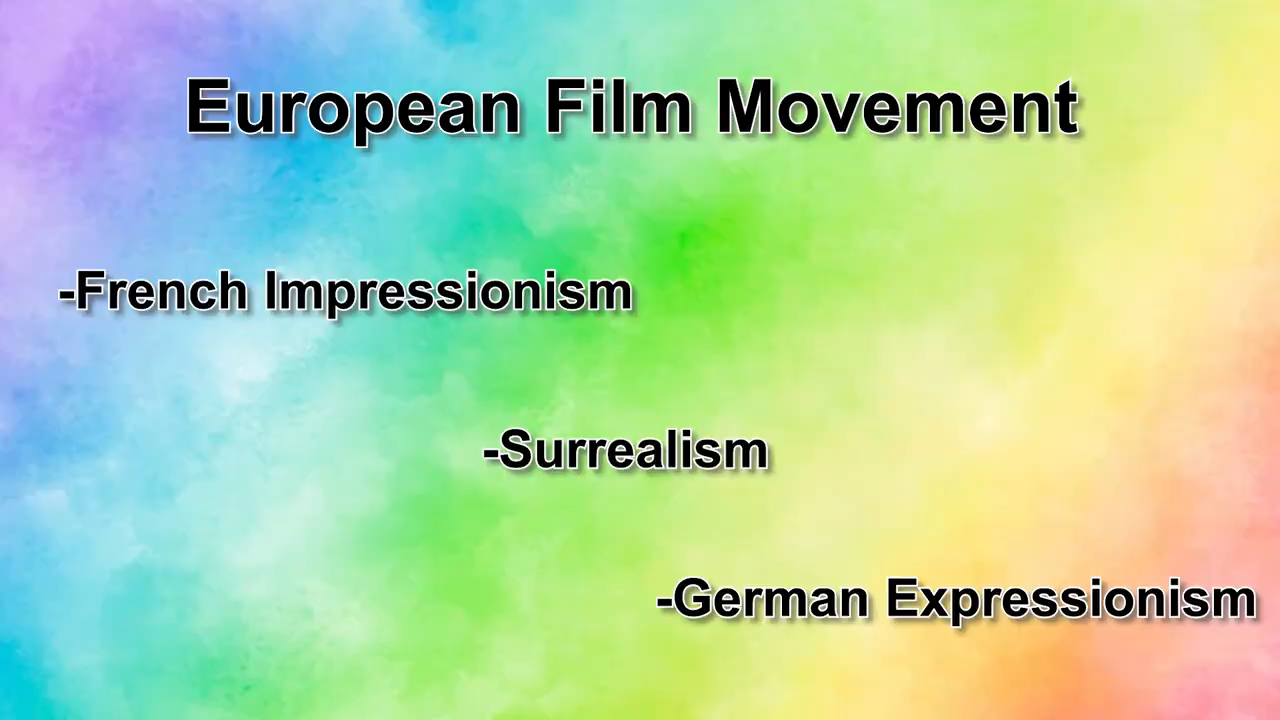 European Film Movement
-French Impressionism
-Surrealism
-German Expressionism